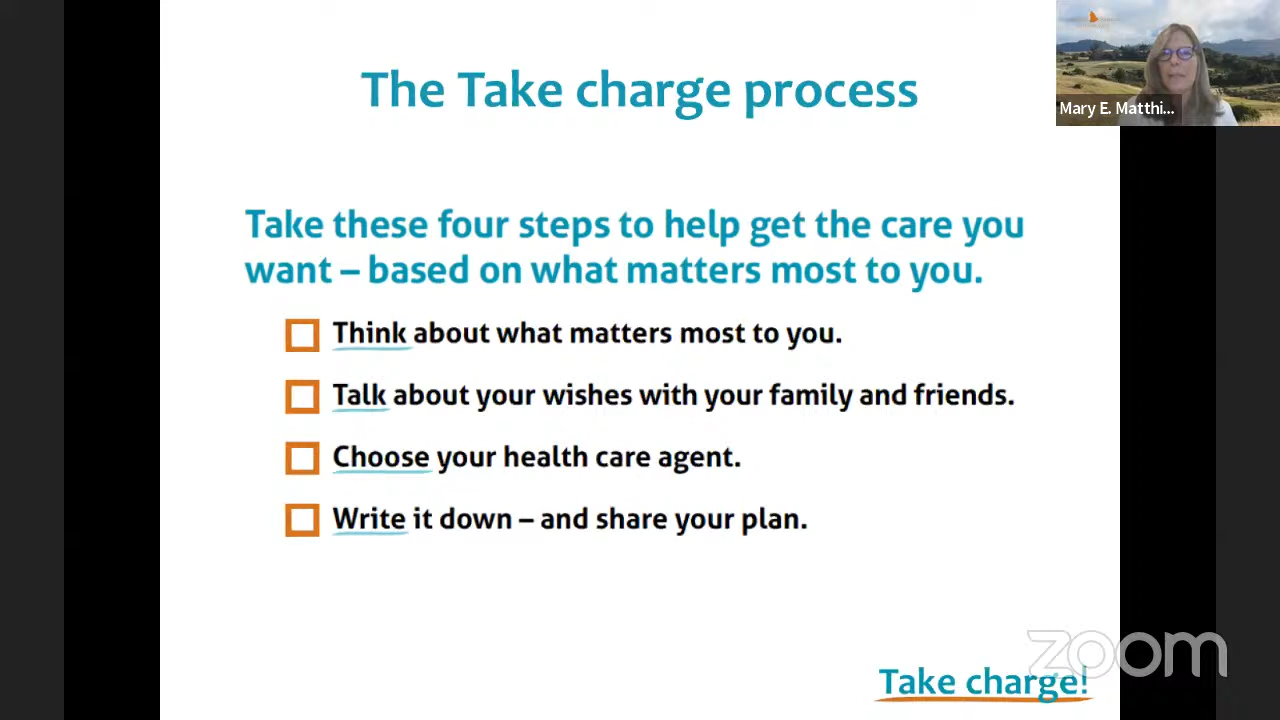 The Take charge process
Mary E. Matthi...
Take these four steps to help get the care you
want – based on what matters most to you.
Think about what matters most to you.
Talk about your wishes with your family and friends.
Choose your health care agent.
Write it down – and share your plan.
zoom
Take charge!